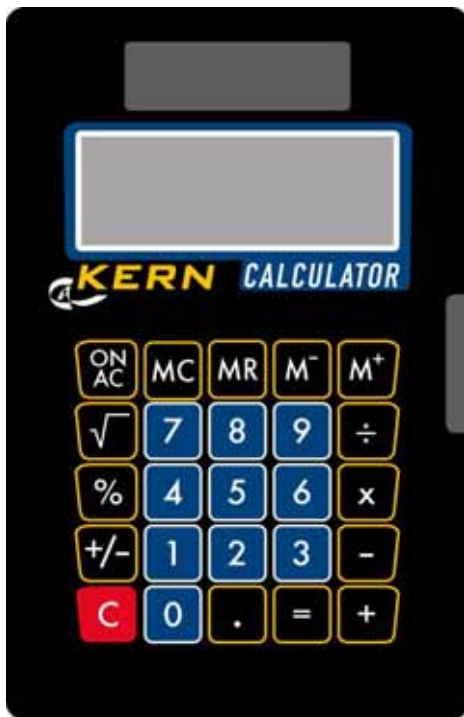 KERN CALCULATOR
ON AC MC MR M⁻ M⁺
√ 7 8 9 ÷
% 4 5 6 x
+/- 1 2 3 -
C 0 . = +